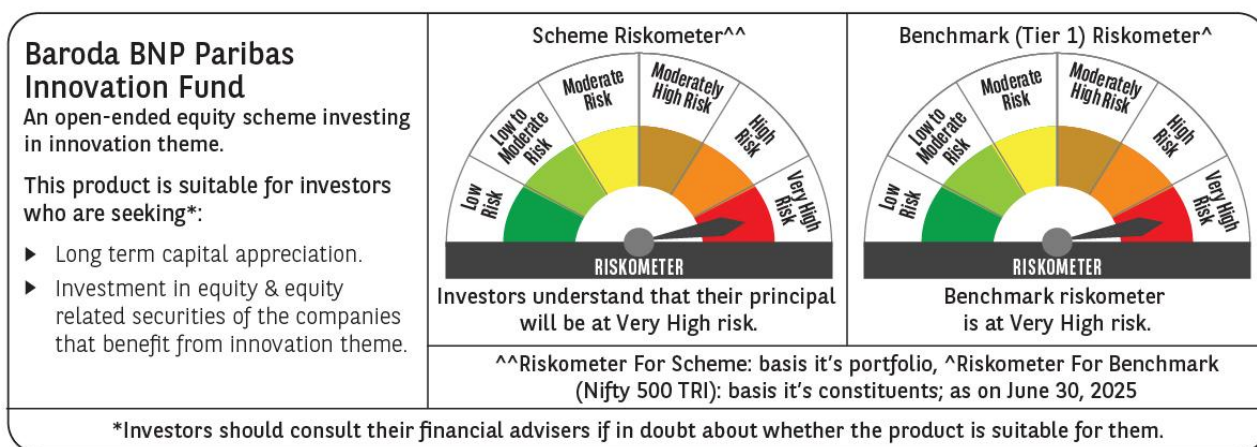 Baroda BNP Paribas
Innovation Fund
An open-ended equity scheme investing
in innovation theme.
This product is suitable for investors
who are seeking*:
▶ Long term capital appreciation.
▶ Investment in equity & equity
related securities of the companies
that benefit from innovation theme.
Scheme Riskometer^^
Low
Risk
Low to
Moderate
Risk
Moderate
Risk
Moderately
High Risk
High
Risk
Very High
Risk
RISKOMETER
Investors understand that their principal
will be at Very High risk.
Benchmark (Tier 1) Riskometer^
Low
Risk
Low to
Moderate
Risk
Moderate
Risk
Moderately
High Risk
High
Risk
Very High
Risk
RISKOMETER
Benchmark riskometer
is at Very High risk.
^^Riskometer For Scheme: basis it's portfolio, ^Riskometer For Benchmark
(Nifty 500 TRI): basis it's constituents; as on June 30, 2025
*Investors should consult their financial advisers if in doubt about whether the product is suitable for them.